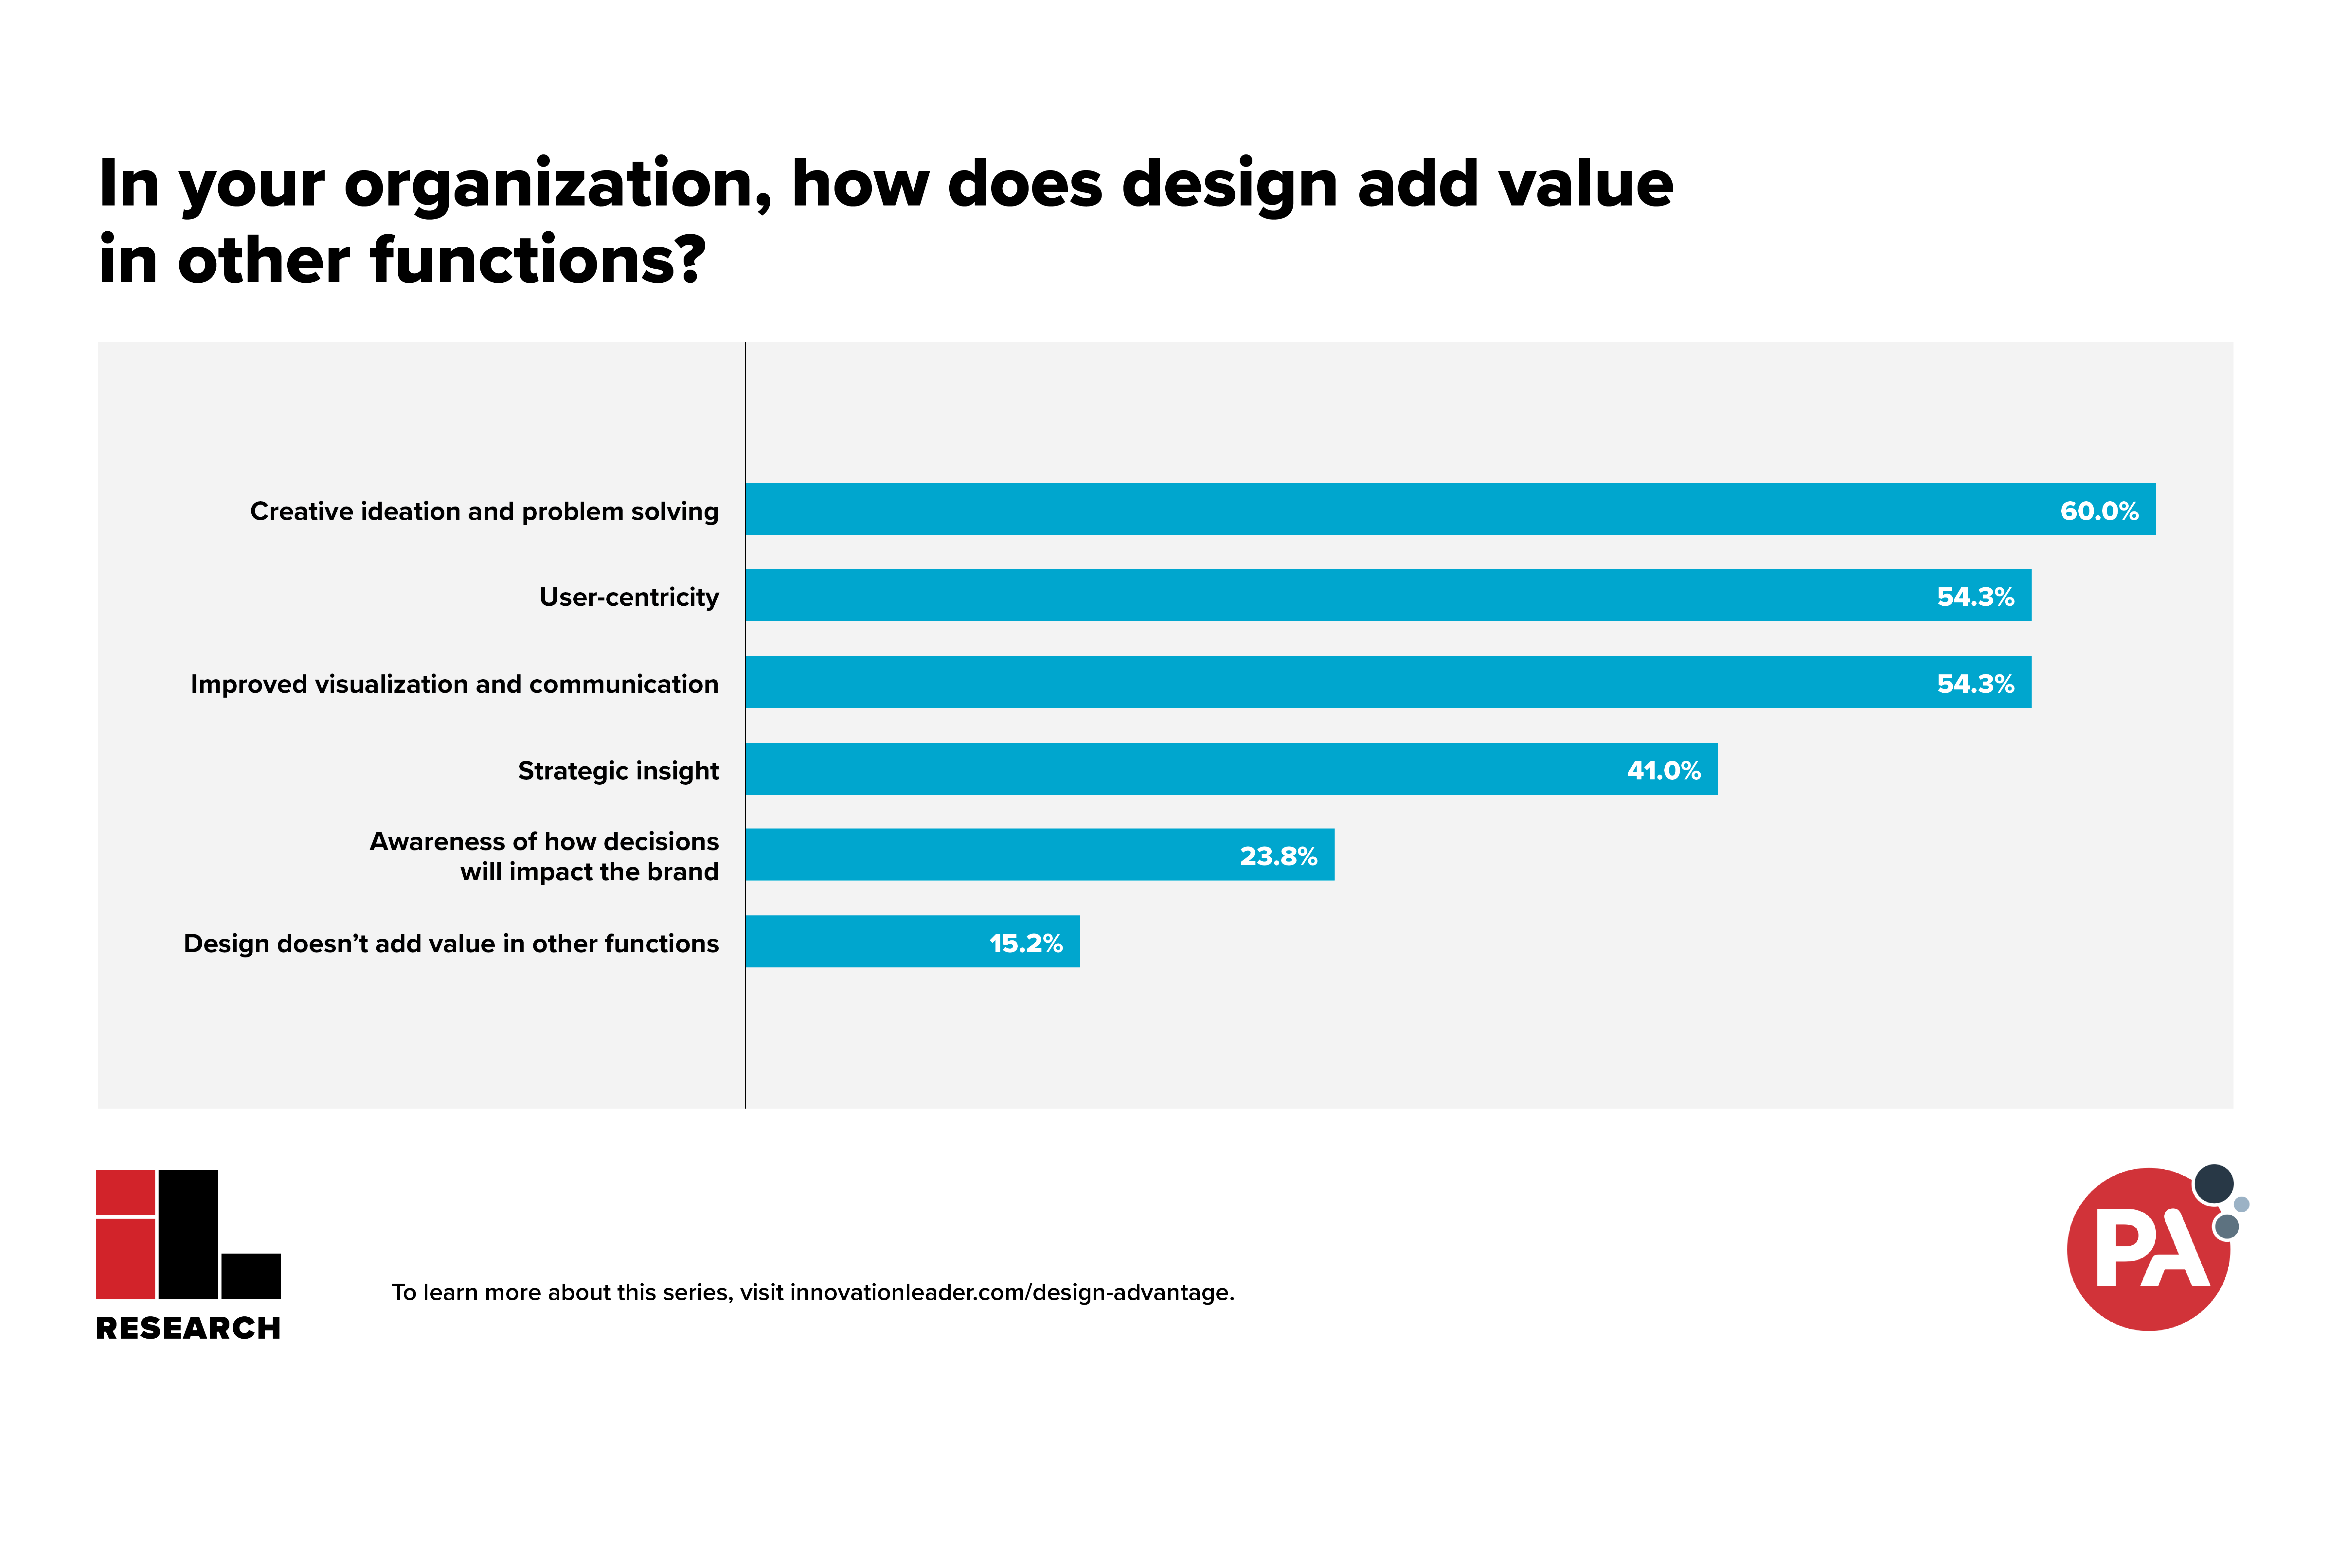 In your organization, how does design add value
in other functions?
Creative ideation and problem solving
60.0%
User-centricity
54.3%
Improved visualization and communication
54.3%
Strategic insight
41.0%
Awareness of how decisions
will impact the brand
23.8%
Design doesn’t add value in other functions
15.2%
iL
RESEARCH
To learn more about this series, visit innovationleader.com/design-advantage.
PA